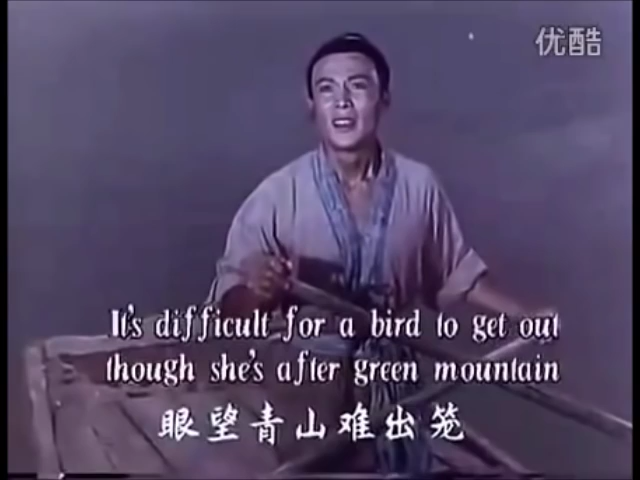 优酷
It's difficult for a bird to get out
though she's after green mountain
眼望青山难出笼